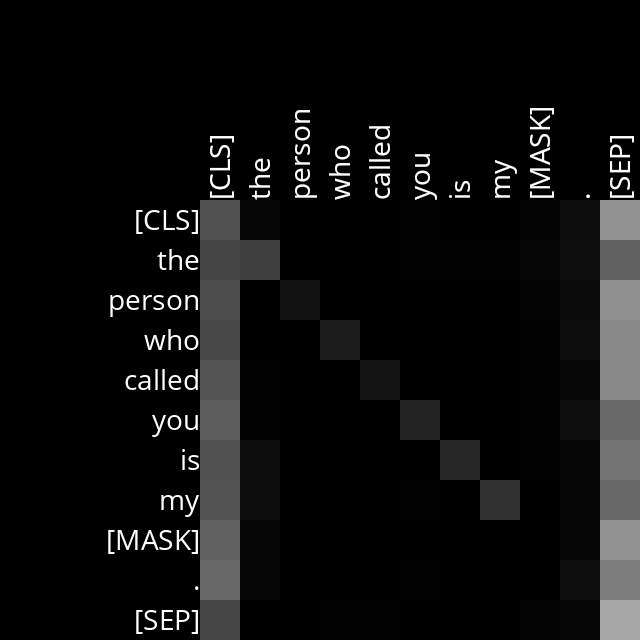 [CLS] the person who called you is my [MASK] . [SEP]
[CLS]
the
person
who
called
you
is
my
[MASK]
.
[SEP]